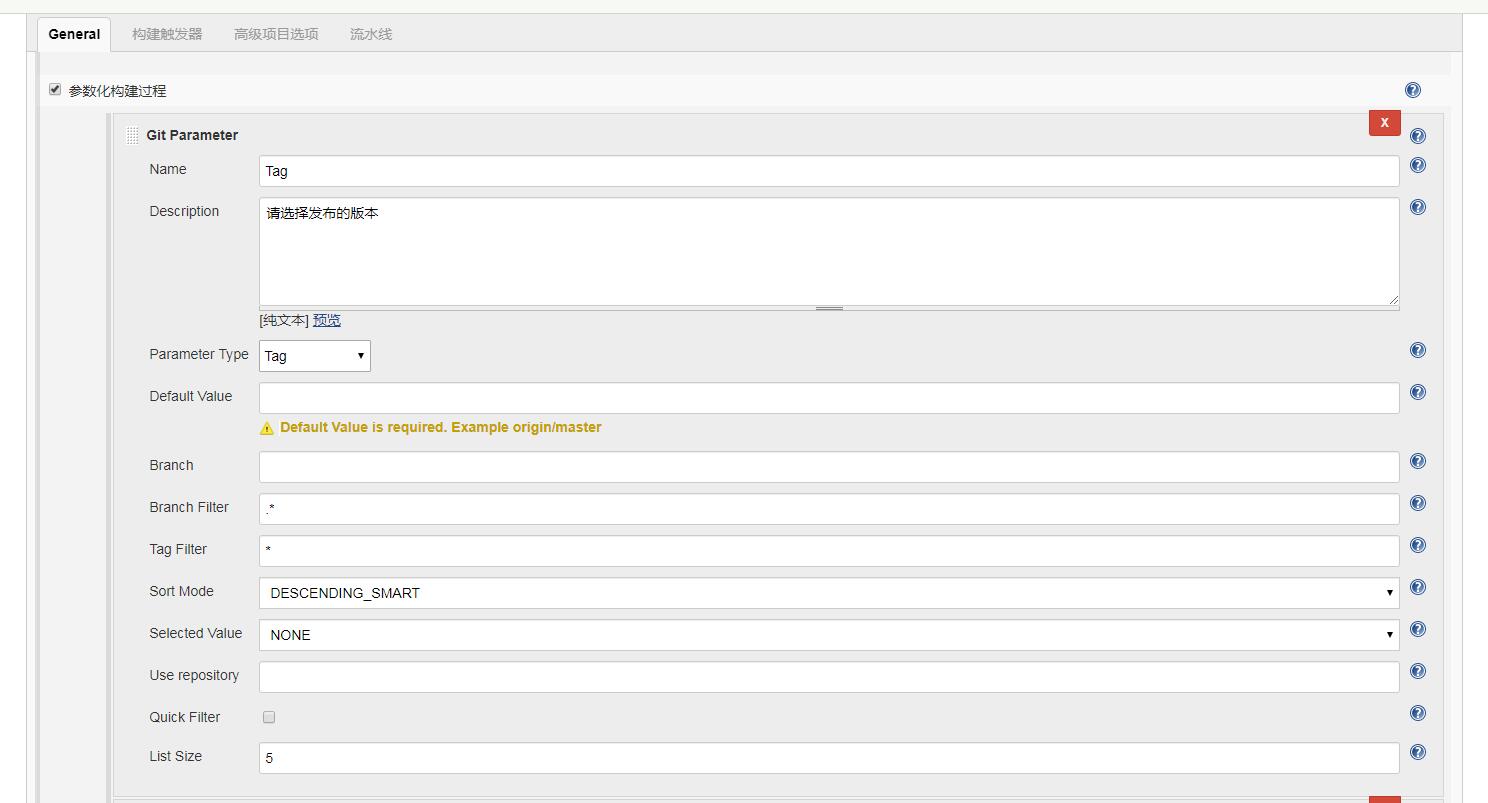 General 构建触发器 高级项目选项 流水线
参数化构建过程
Git Parameter
X
Name
Tag
Description
请选择发布的版本
[纯文本] 预览
Parameter Type
Tag
Default Value
Default Value is required. Example origin/master
Branch
Branch Filter
.*
Tag Filter
*
Sort Mode
DESCENDING_SMART
Selected Value
NONE
Use repository
Quick Filter
List Size
5